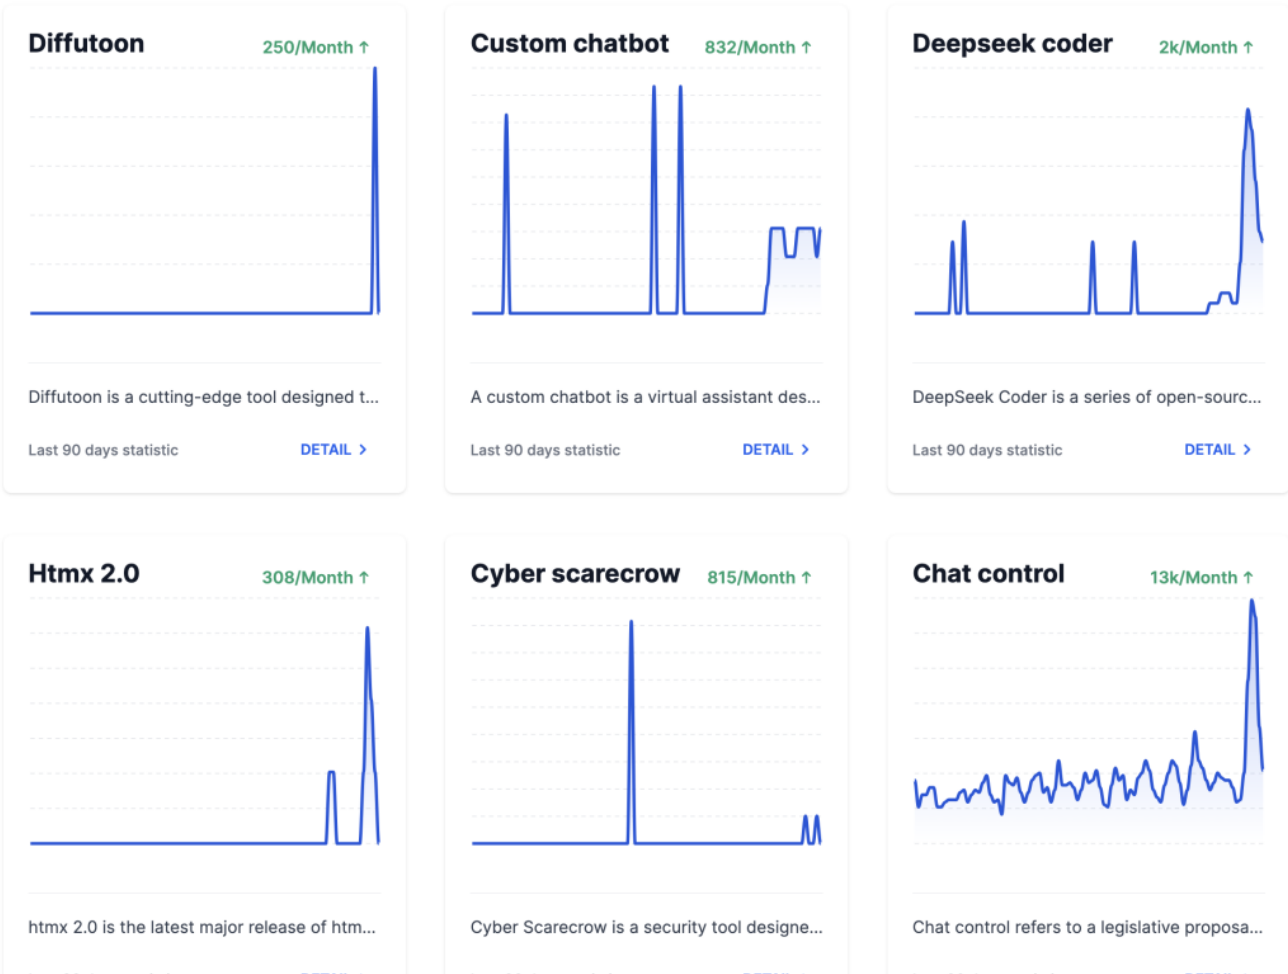 Diffutoon 250/Month ↑
Custom chatbot 832/Month ↑
Deepseek coder 2k/Month ↑
Diffutoon is a cutting-edge tool designed t...
A custom chatbot is a virtual assistant des...
DeepSeek Coder is a series of open-sourc...
Last 90 days statistic DETAIL >
Last 90 days statistic DETAIL >
Last 90 days statistic DETAIL >
Htmx 2.0 308/Month ↑
Cyber scarecrow 815/Month ↑
Chat control 13k/Month ↑
htmx 2.0 is the latest major release of htm...
Cyber Scarecrow is a security tool designe...
Chat control refers to a legislative proposa...